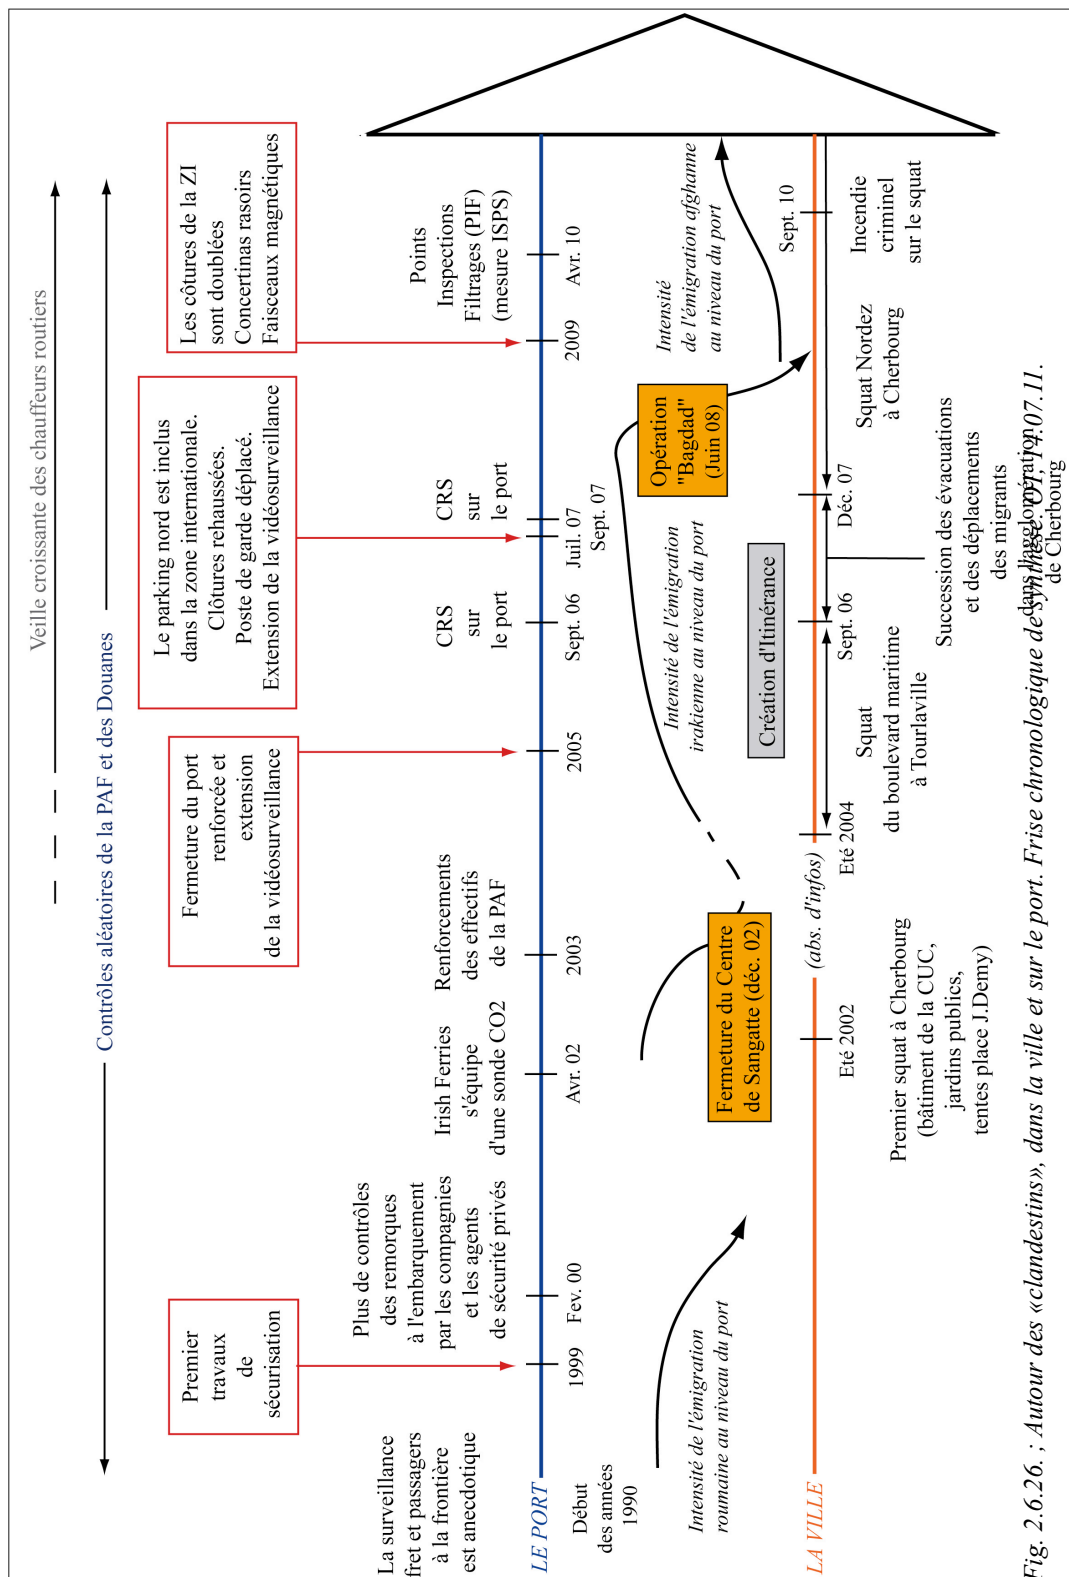 Veille croissante des chauffeurs routiers
Contrôles aléatoires de la PAF et des Douanes
Premier
travaux
de
sécurisation
Fermeture du port
renforcée et
extension
de la vidéosurveillance
Le parking nord est inclus
dans la zone internationale.
Clôtures rehaussées.
Poste de garde déplacé.
Extension de la vidéosurveillance
Les côtures de la ZI
sont doublées
Concertinas rasoirs
Faisceaux magnétiques
La surveillance
fret et passagers
à la frontière
est anecdotique
Plus de contrôles
des remorques
à l'embarquement
par les compagnies
et les agents
de sécurité privés
Irish Ferries
s'équipe
d'une sonde CO2
Renforcements
des effectifs
de la PAF
CRS
sur
le port
CRS
sur
le port
Points
Inspections
Filtrages (PIF)
(mesure ISPS)
LE PORT
Début
des années
1990
1999
Fev. 00
Avr. 02
2003
2005
Sept. 06
Juil. 07
Sept. 07
2009
Avr. 10
Intensité de l'émigration
roumaine au niveau du port
Fermeture du Centre
de Sangatte (déc. 02)
Intensité de l'émigration
irakienne au niveau du port
Opération
"Bagdad"
(Juin 08)
Intensité
de l'émigration afghanne
au niveau du port
Création d'Itinérance
LA VILLE
Eté 2002
(abs. d'infos)
Eté 2004
Sept. 06
Déc. 07
Sept. 10
Premier squat à Cherbourg
(bâtiment de la CUC,
jardins publics,
tentes place J.Demy)
Squat
du boulevard maritime
à Tourlaville
Succession des évacuations
et des déplacements
des migrants
dans l'agglomération
de Cherbourg
Squat Nordez
à Cherbourg
Incendie
criminel
sur le squat
Fig. 2.6.26. ; Autour des «clandestins», dans la ville et sur le port. Frise chronologique de synthèse. OT, 14.07.11.